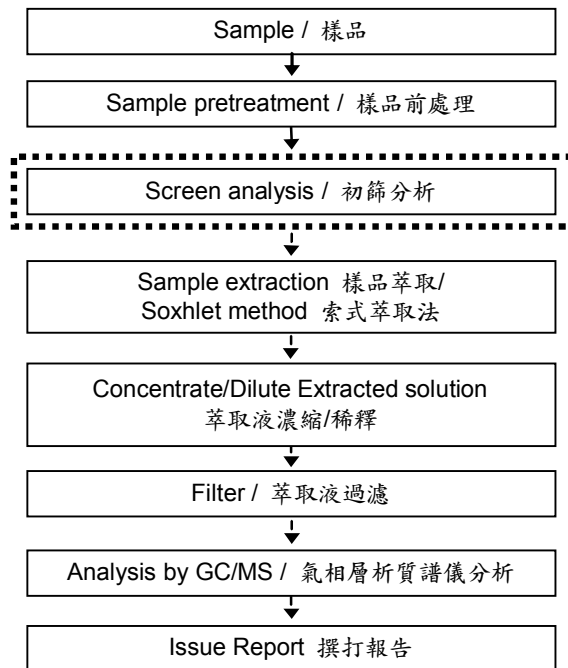 Sample / 樣品
Sample pretreatment / 樣品前處理
Screen analysis / 初篩分析
Sample extraction 樣品萃取/
Soxhlet method 索式萃取法
Concentrate/Dilute Extracted solution
萃取液濃縮/稀釋
Filter / 萃取液過濾
Analysis by GC/MS / 氣相層析質譜儀分析
Issue Report 撰打報告